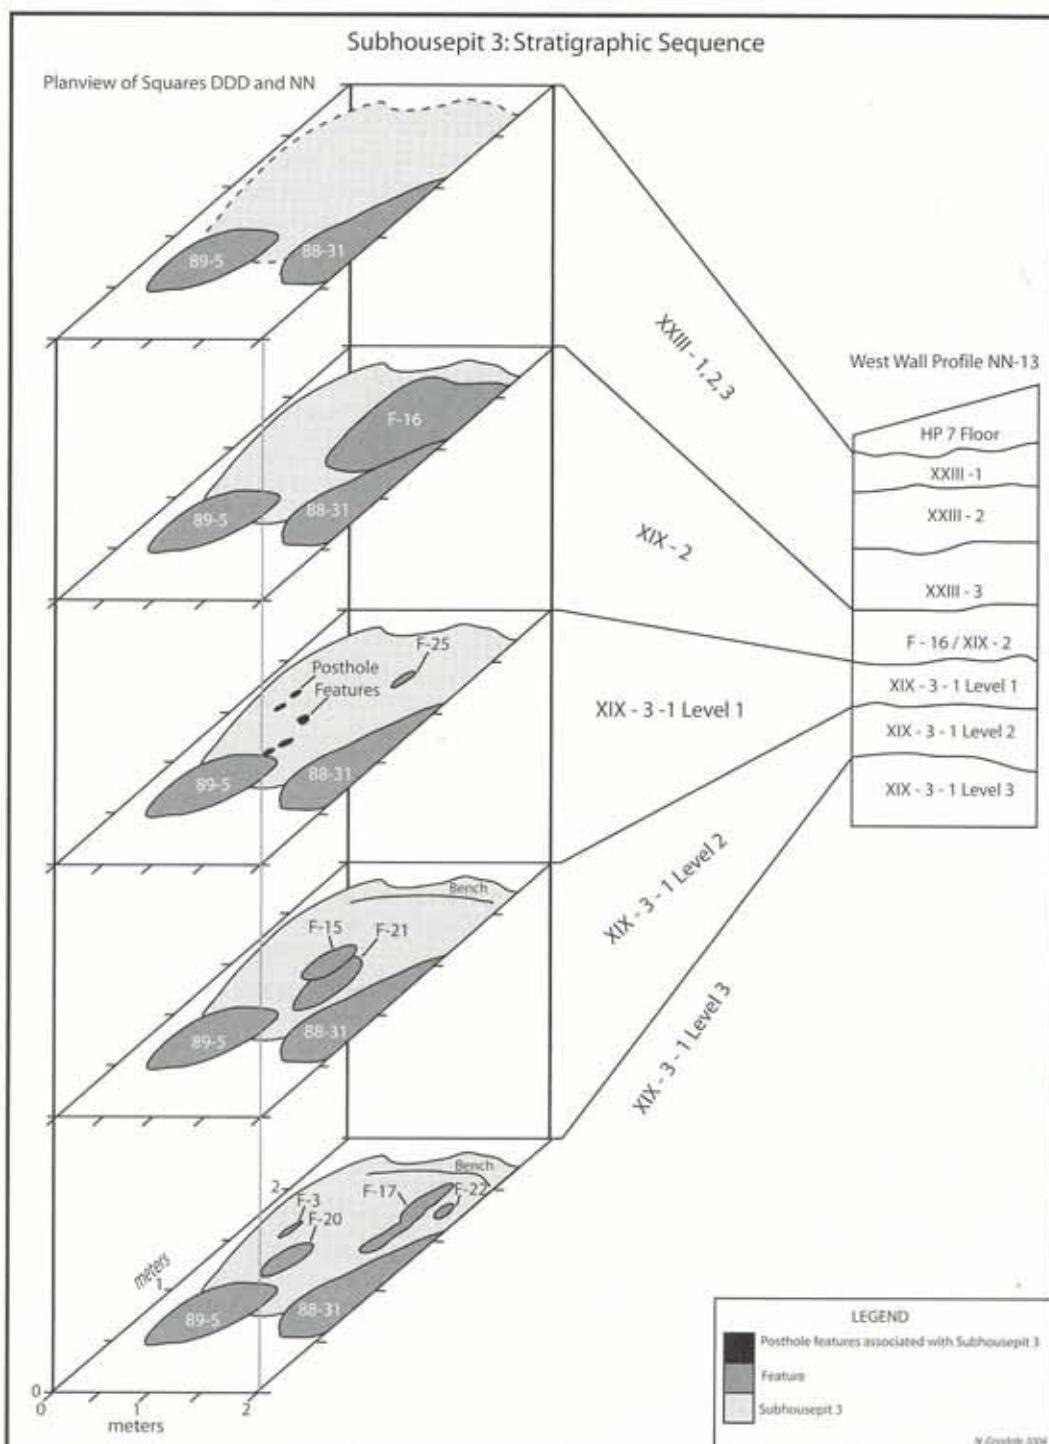 Subhousepit 3: Stratigraphic Sequence
Planview of Squares DDD and NN
89-5
88-31
XXIII - 1, 2, 3
West Wall Profile NN-13
HP 7 Floor
XXIII -1
XXIII - 2
XXIII - 3
F - 16 / XIX - 2
XIX - 3 - 1 Level 1
XIX - 3 - 1 Level 2
XIX - 3 - 1 Level 3
F-16
89-5
88-31
XIX - 2
F-25
Posthole
Features
89-5
88-31
XIX - 3 -1 Level 1
Bench
F-15
F-21
89-5
88-31
XIX - 3 - 1 Level 2
XIX - 3 - 1 Level 3
Bench
2
F-17
F-22
F-3
F-20
meters
1
89-5
88-31
0
0
1
2
meters
LEGEND
Posthole features associated with Subhousepit 3
Feature
Subhousepit 3
N. Goodale 2004